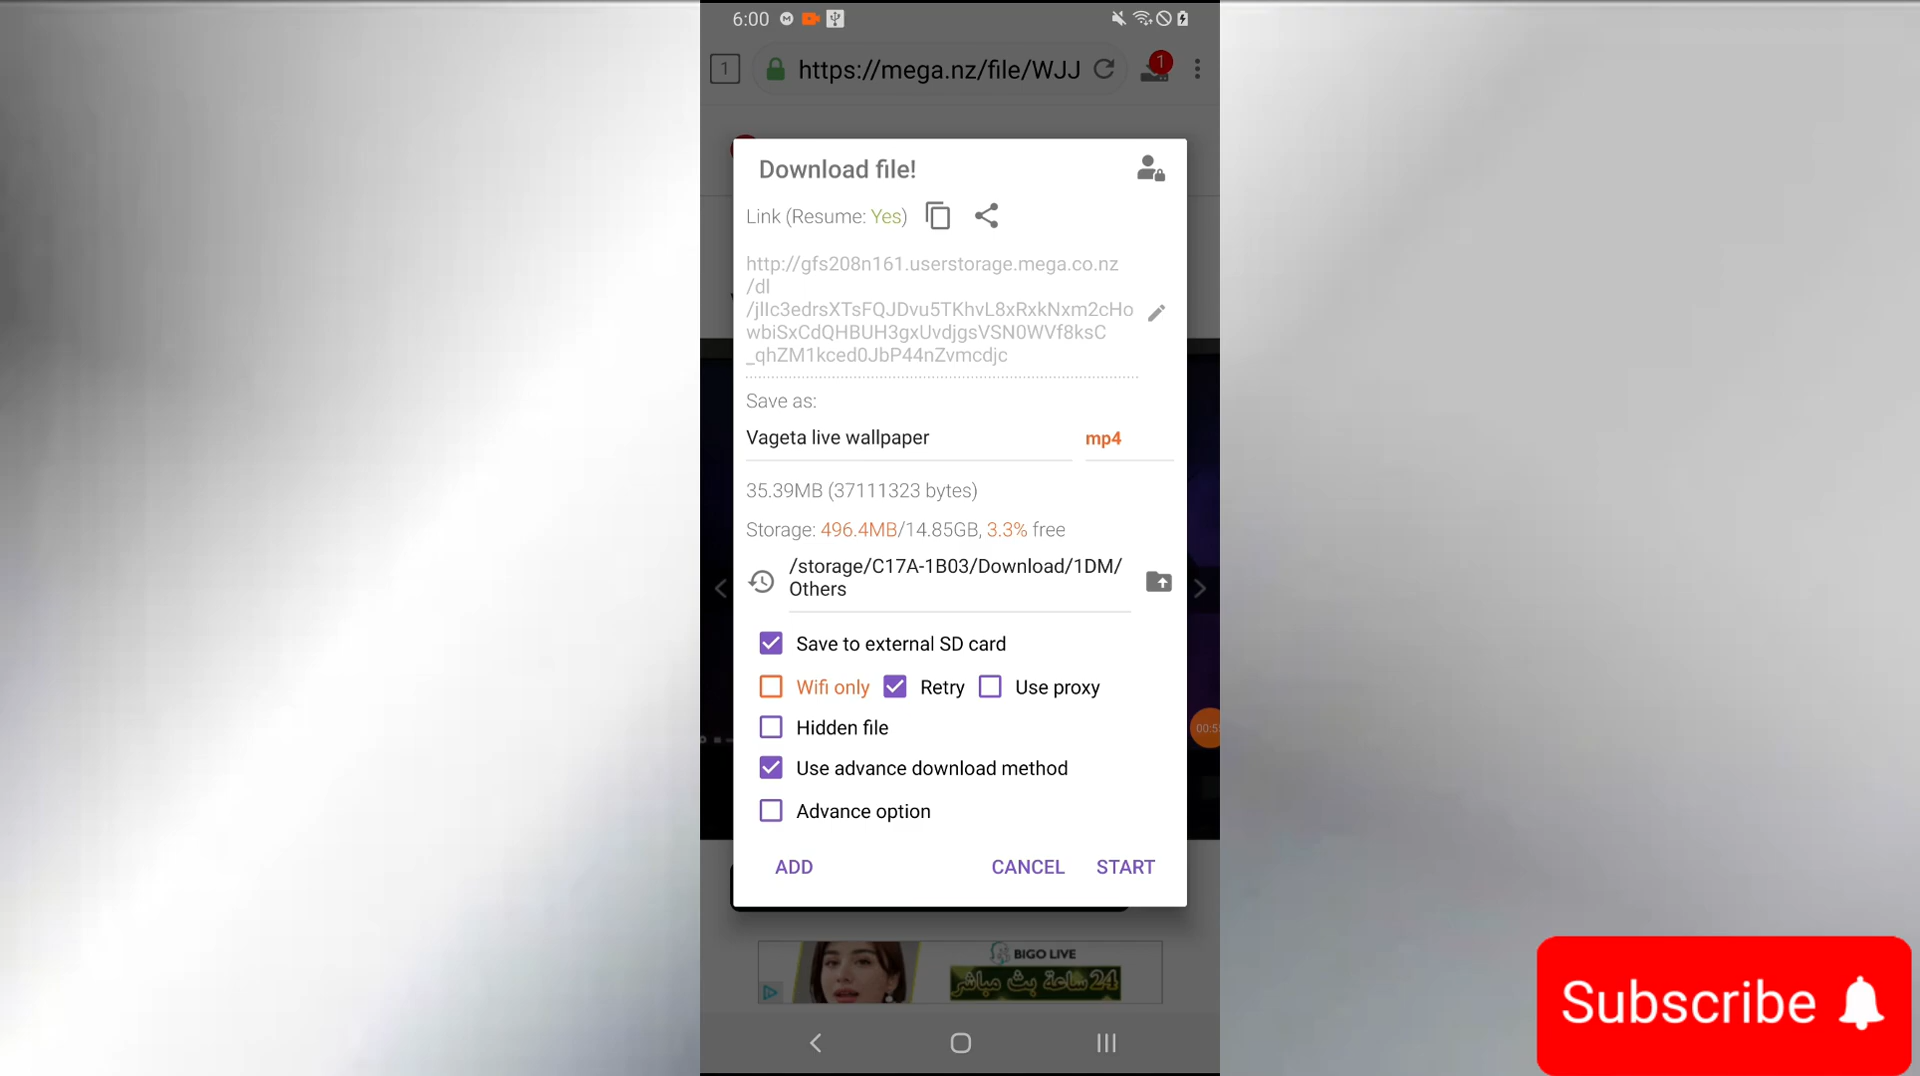 6:00
1
https://mega.nz/file/WJJ
1
Download file!
Link (Resume: Yes)
http://gfs208n161.userstorage.mega.co.nz
/dl
/jlIc3edrsXTsFQJDvu5TKhvL8xRxkNxm2cHo
wbiSxCdQHBUH3gxUvdjgsVSN0WVf8ksC
_qhZM1kced0JbP44nZvmcdjc
Save as:
Vageta live wallpaper mp4
35.39MB (37111323 bytes)
Storage: 496.4MB/14.85GB, 3.3% free
/storage/C17A-1B03/Download/1DM/
Others
Save to external SD card
Wifi only Retry Use proxy
Hidden file
00:5
Use advance download method
Advance option
ADD CANCEL START
BIGO LIVE
24 ساعة بث مباشر
Subscribe